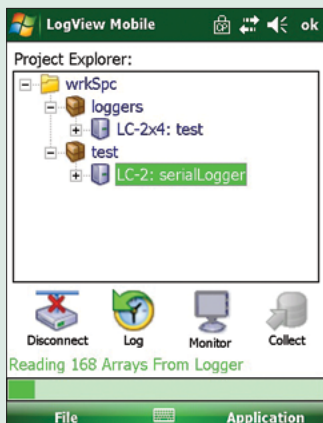 LogView Mobile ok
Project Explorer:
wrkSpc
loggers
LC-2x4: test
test
LC-2: serialLogger
Disconnect Log Monitor Collect
Reading 168 Arrays From Logger
File Application